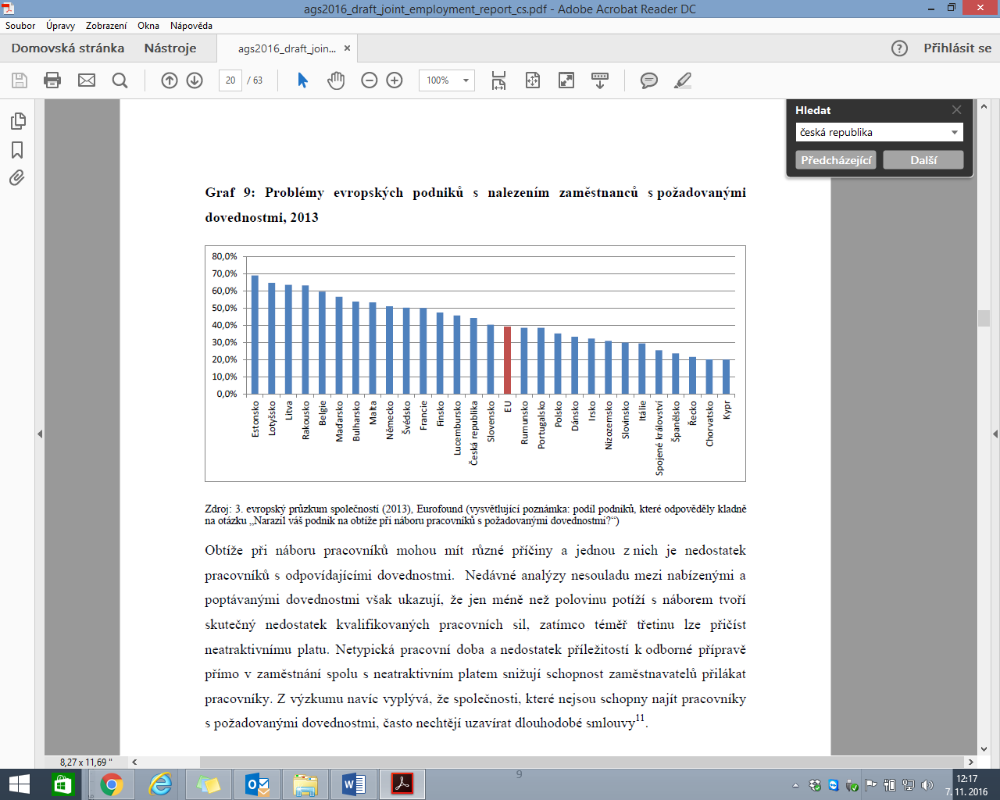 ags2016_draft_joint_employment_report_cs.pdf - Adobe Acrobat Reader DC
Soubor Úpravy Zobrazení Okna Nápověda
Domovská stránka Nástroje ags2016_draft_join... × Přihlásit se
20 / 63 100%
Hledat
česká republika
Předcházející Další
Graf 9: Problémy evropských podniků s nalezením zaměstnanců s požadovanými
dovednostmi, 2013
80,0%
70,0%
60,0%
50,0%
40,0%
30,0%
20,0%
10,0%
0,0%
Estonsko
Lotyšsko
Litva
Rakousko
Belgie
Maďarsko
Bulharsko
Malta
Německo
Švédsko
Francie
Finsko
Lucembursko
Česká republika
Slovensko
EU
Rumunsko
Portugalsko
Polsko
Dánsko
Irsko
Nizozemsko
Slovinsko
Itálie
Spojené království
Španělsko
Řecko
Chorvatsko
Kypr
Zdroj: 3. evropský průzkum společností (2013), Eurofound (vysvětlující poznámka: podíl podniků, které odpověděly kladně
na otázku „Narazil váš podnik na obtíže při náboru pracovníků s požadovanými dovednostmi?“)
Obtíže při náboru pracovníků mohou mít různé příčiny a jednou z nich je nedostatek
pracovníků s odpovídajícími dovednostmi. Nedávné analýzy nesouladu mezi nabízenými a
poptávanými dovednostmi však ukazují, že jen méně než polovinu potíží s náborem tvoří
skutečný nedostatek kvalifikovaných pracovních sil, zatímco téměř třetinu lze přičíst
neatraktivnímu platu. Netypická pracovní doba a nedostatek příležitostí k odborné přípravě
přímo v zaměstnání spolu s neatraktivním platem snižují schopnost zaměstnavatelů přilákat
pracovníky. Z výzkumu navíc vyplývá, že společnosti, které nejsou schopny najít pracovníky
s požadovanými dovednostmi, často nechtějí uzavírat dlouhodobé smlouvy11.
8,27 x 11,69 "
9
12:17
7. 11. 2016